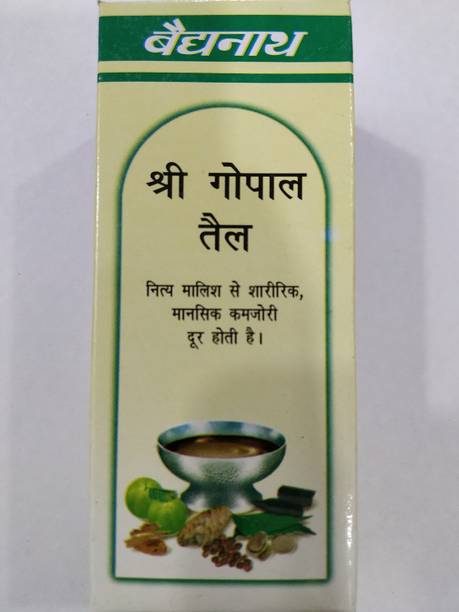 बैद्यनाथ
श्री गोपाल
तैल
नित्य मालिश से शारीरिक,
मानसिक कमजोरी
दूर होती है।